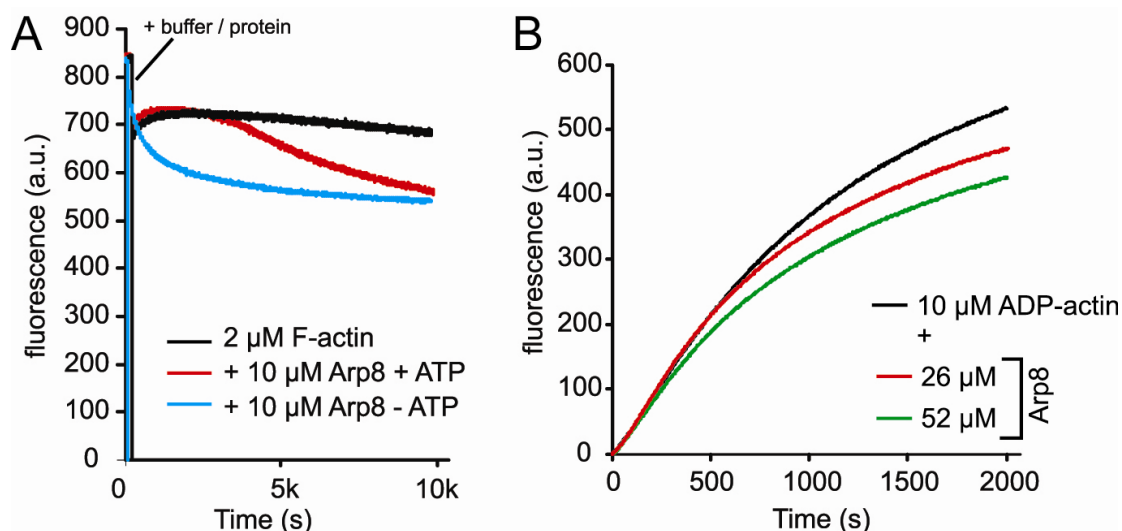 A
+ buffer / protein
fluorescence (a.u.)
900
800
700
600
500
400
300
200
100
0
2 µM F-actin
+ 10 µM Arp8 + ATP
+ 10 µM Arp8 - ATP
0
5k
10k
Time (s)
B
fluorescence (a.u.)
600
500
400
300
200
100
0
10 µM ADP-actin
+
26 µM
52 µM
Arp8
0
500
1000
1500
2000
Time (s)